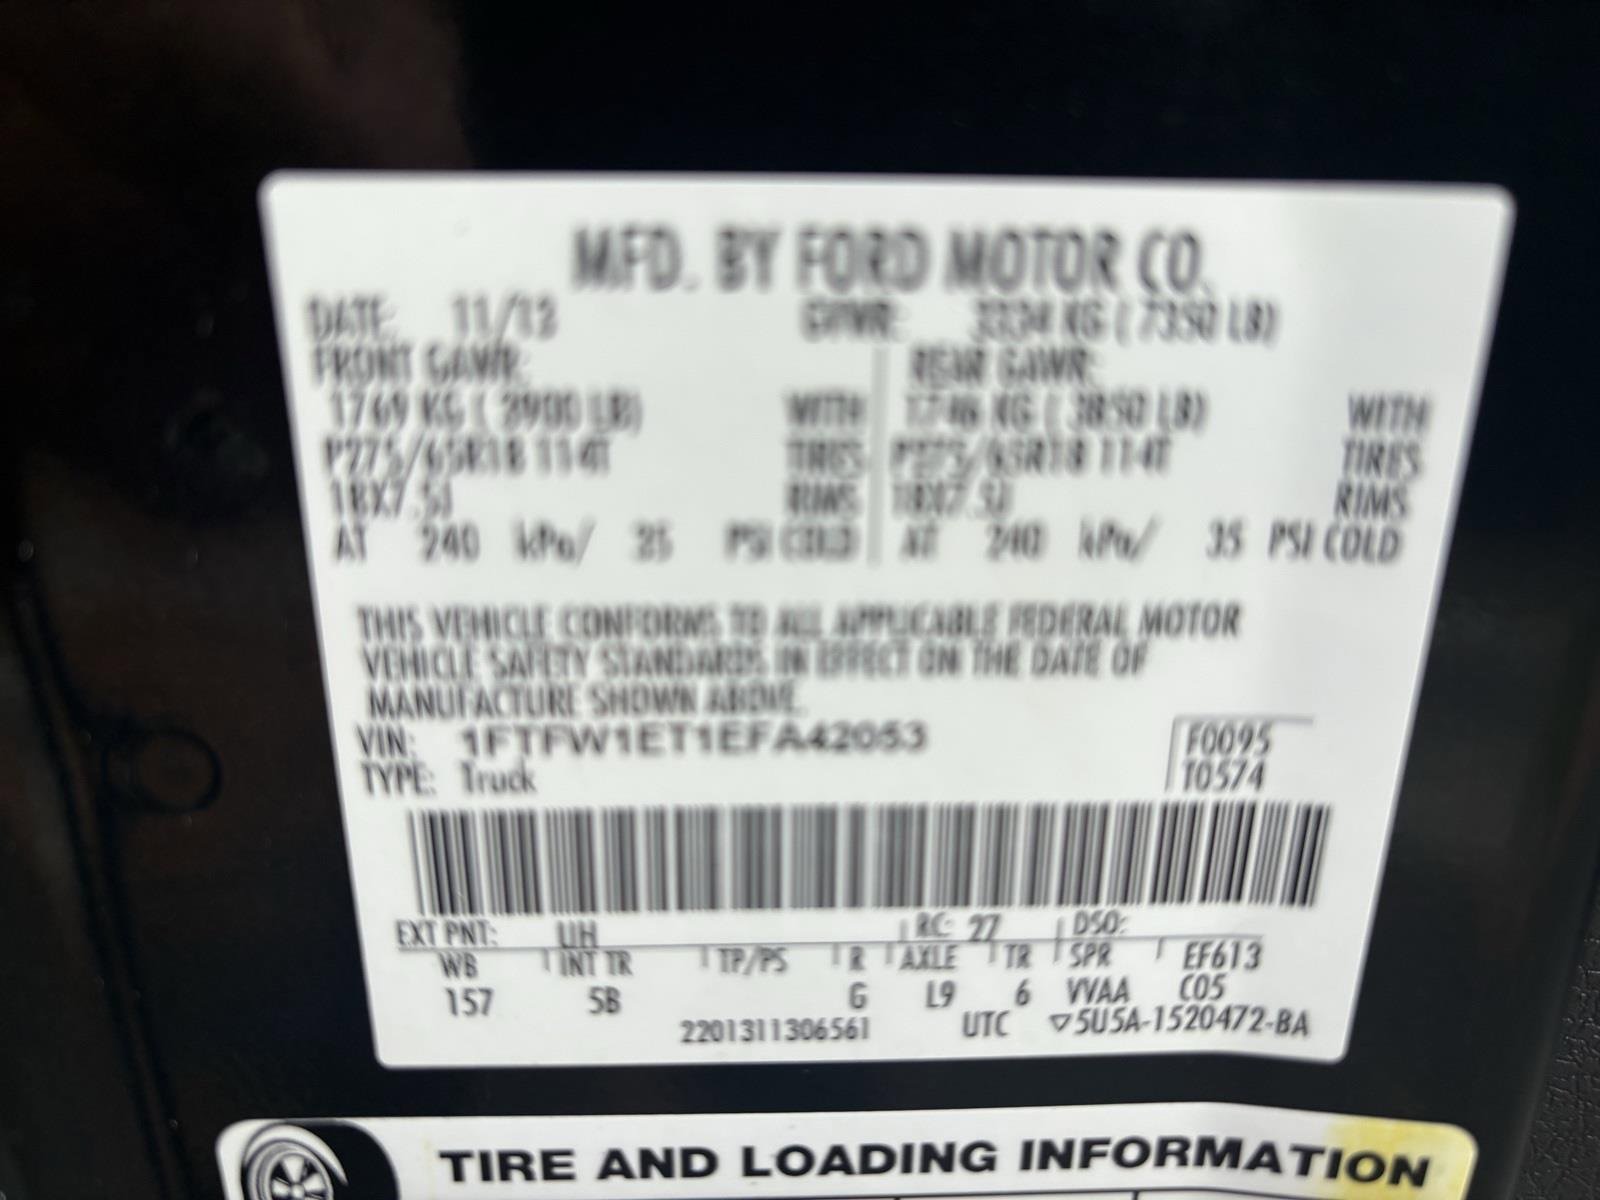 MFD. BY FORD MOTOR CO.
DATE: 11/13 GVWR: 3334 KG ( 7350 LB)
FRONT GAWR: REAR GAWR:
1769 KG ( 3900 LB) WITH 1746 KG ( 3850 LB) WITH
P275/65R18 114T TIRES P275/65R18 114T TIRES
18X7.5J RIMS 18X7.5J RIMS
AT 240 kPa/ 35 PSI COLD AT 240 kPa/ 35 PSI COLD
THIS VEHICLE CONFORMS TO ALL APPLICABLE FEDERAL MOTOR
VEHICLE SAFETY STANDARDS IN EFFECT ON THE DATE OF
MANUFACTURE SHOWN ABOVE.
VIN: 1FTFW1ET1EFA42053 F0095
TYPE: Truck T0574
EXT PNT: UH RC: 27 DSO:
WB INT TR TP/PS R AXLE TR SPR EF613
157 5B G L9 6 VVAA C05
2201311306561 UTC ▽5U5A-1520472-BA
TIRE AND LOADING INFORMATION